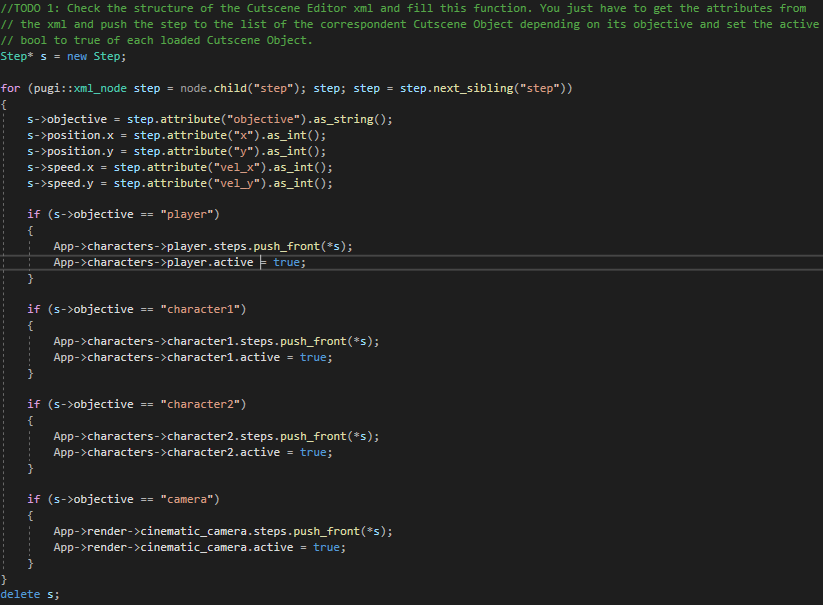 //TODO 1: Check the structure of the Cutscene Editor xml and fill this function. You just have to get the attributes from
// the xml and push the step to the list of the correspondent Cutscene Object depending on its objective and set the active
// bool to true of each loaded Cutscene Object.
Step* s = new Step;

for (pugi::xml_node step = node.child("step"); step; step = step.next_sibling("step"))
{
    s->objective = step.attribute("objective").as_string();
    s->position.x = step.attribute("x").as_int();
    s->position.y = step.attribute("y").as_int();
    s->speed.x = step.attribute("vel_x").as_int();
    s->speed.y = step.attribute("vel_y").as_int();

    if (s->objective == "player")
    {
        App->characters->player.steps.push_front(*s);
        App->characters->player.active = true;
    }

    if (s->objective == "character1")
    {
        App->characters->character1.steps.push_front(*s);
        App->characters->character1.active = true;
    }

    if (s->objective == "character2")
    {
        App->characters->character2.steps.push_front(*s);
        App->characters->character2.active = true;
    }

    if (s->objective == "camera")
    {
        App->render->cinematic_camera.steps.push_front(*s);
        App->render->cinematic_camera.active = true;
    }
}
delete s;